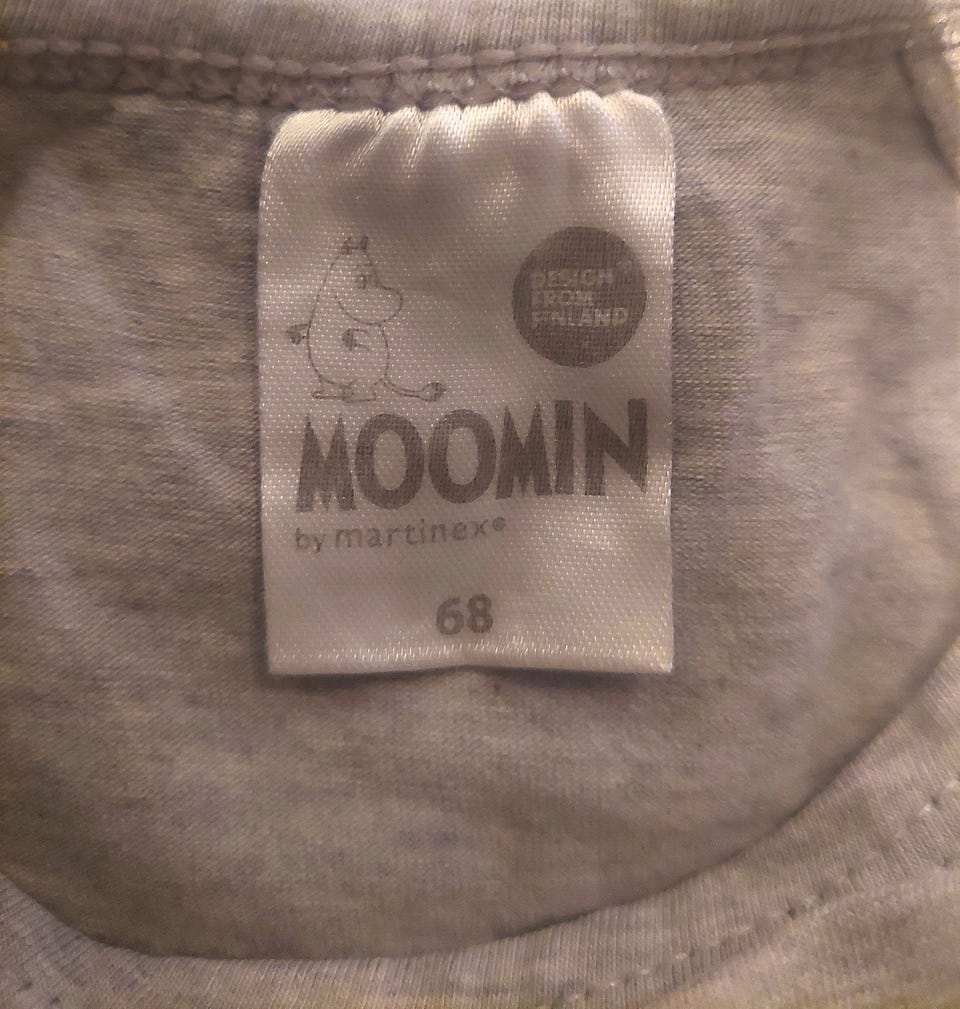 DESIGN
FROM
FINLAND
MOOMIN
by martinex®
68